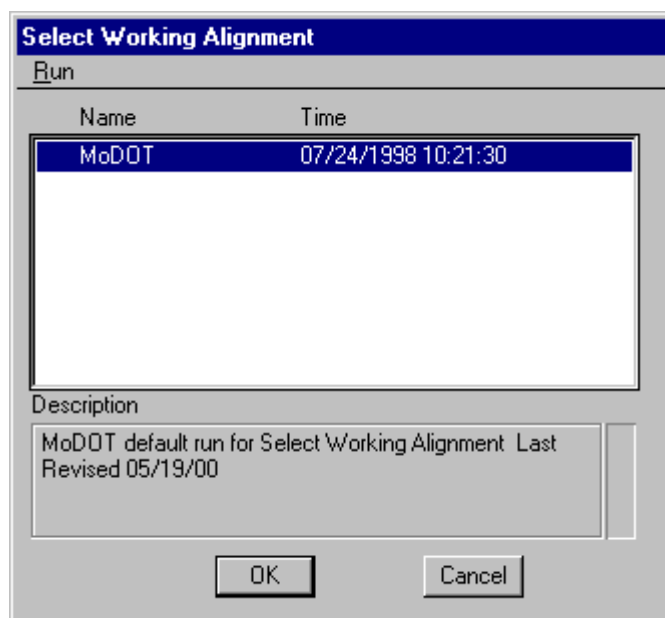 Select Working Alignment
Run
Name Time
MoDOT 07/24/1998 10:21:30
Description
MoDOT default run for Select Working Alignment Last
Revised 05/19/00
OK Cancel